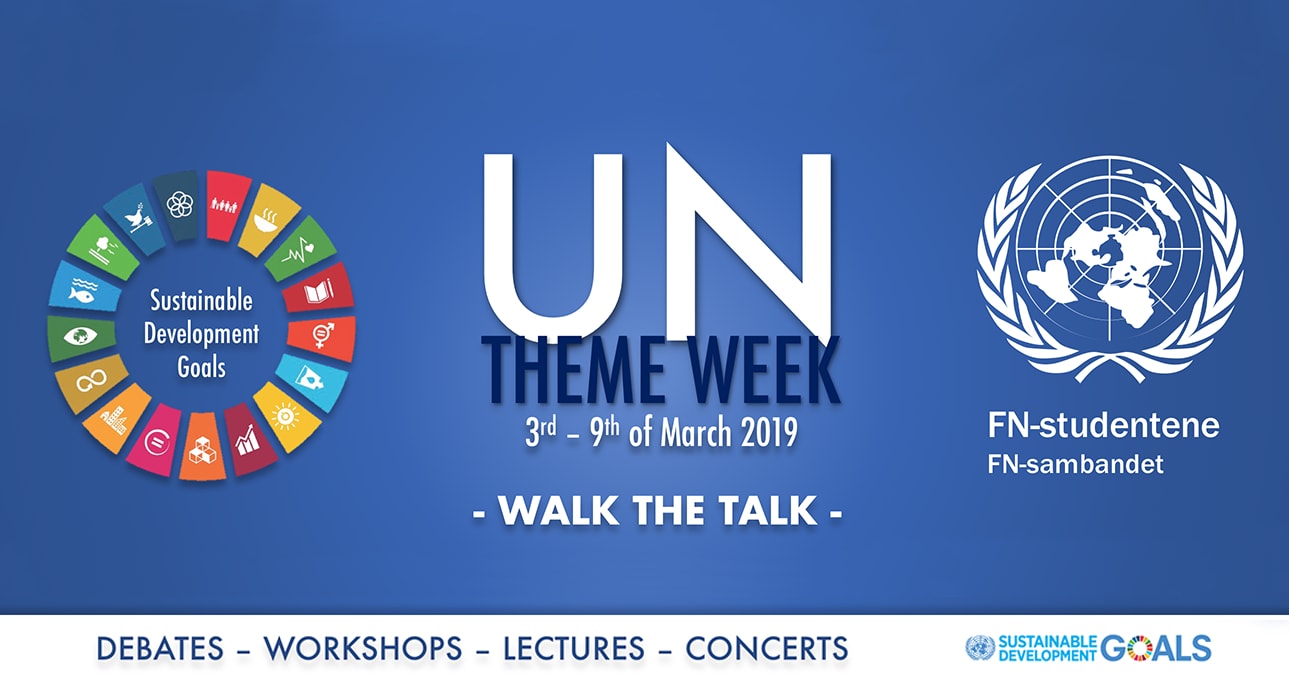 Sustainable
Development
Goals
UN
THEME WEEK
3rd – 9th of March 2019
- WALK THE TALK -
FN-studentene
FN-sambandet
DEBATES – WORKSHOPS – LECTURES – CONCERTS
SUSTAINABLE
DEVELOPMENT
GOALS